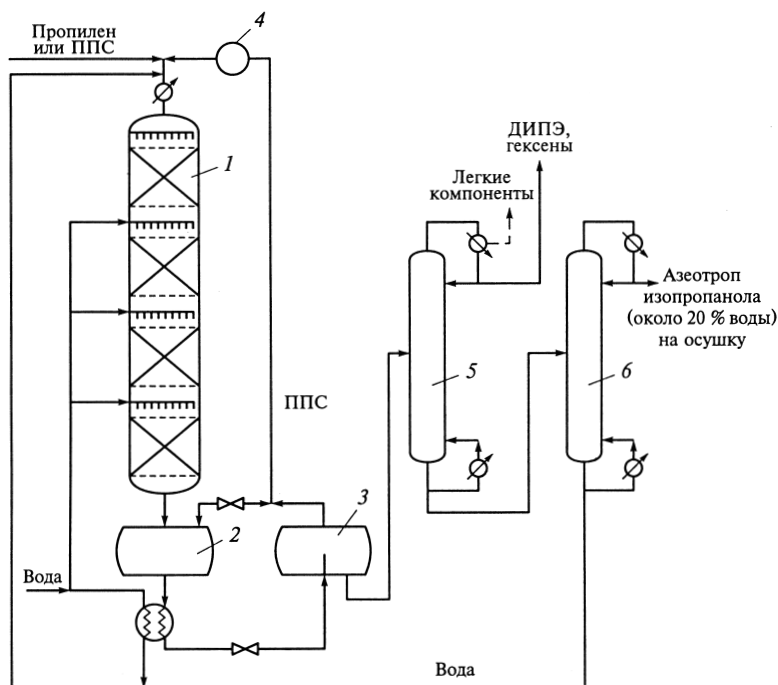 Пропилен
или ППС
4
1
ДИПЭ,
гексены
Легкие
компоненты
Азеотроп
изопропанола
(около 20 % воды)
на осушку
5
6
ППС
2
3
Вода
Вода